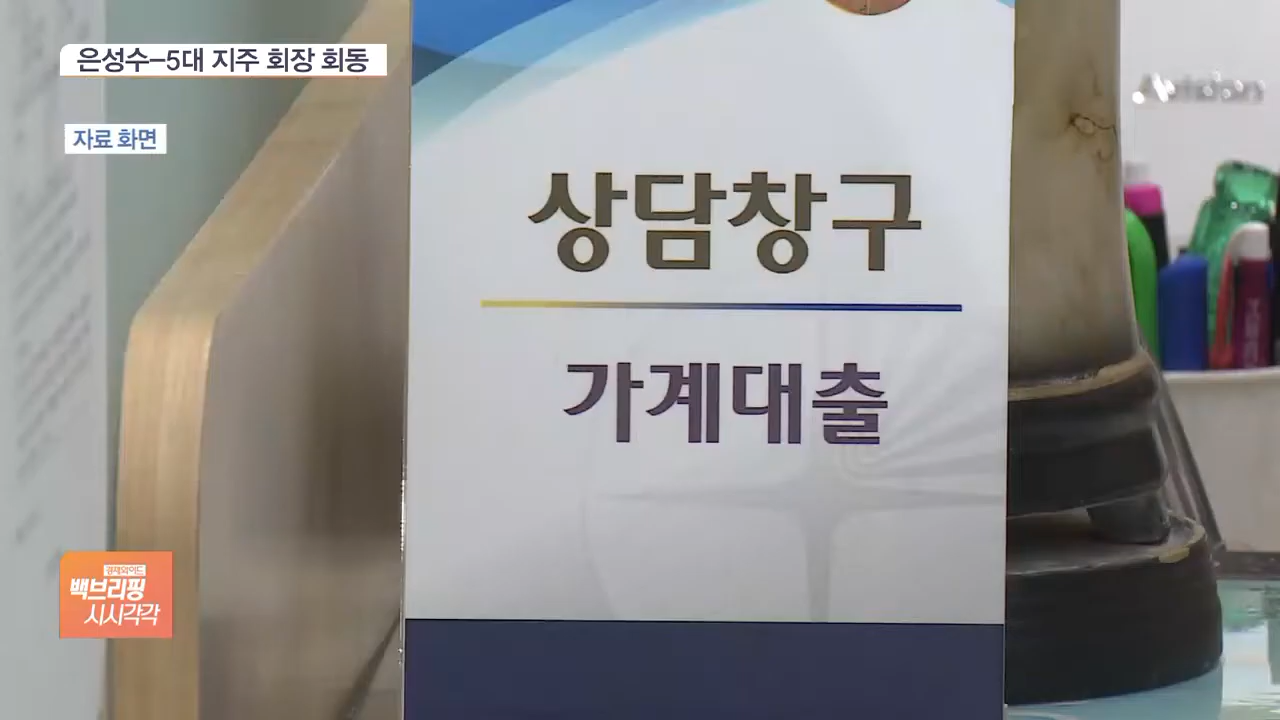 은성수-5대 지주 회장 회동
자료 화면
상담창구
가계대출
경제와이드
백브리핑
시시각각